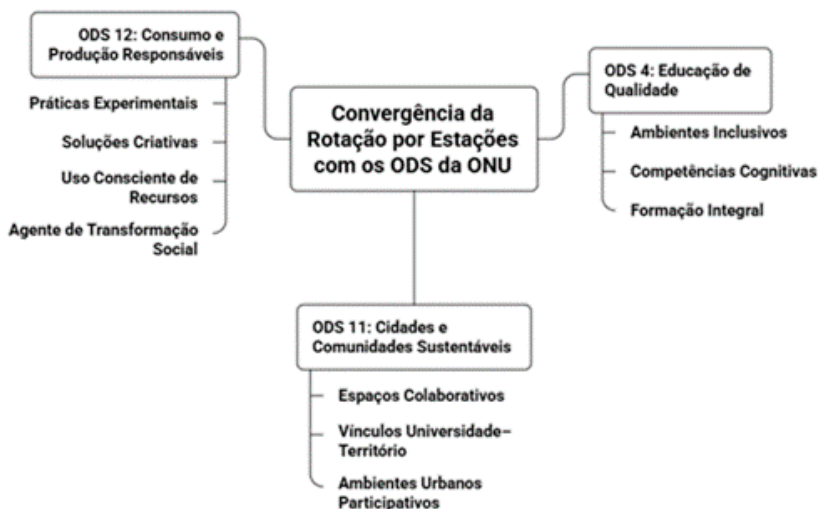 Convergência da
Rotação por Estações
com os ODS da ONU
ODS 12: Consumo e
Produção Responsáveis
Práticas Experimentais
Soluções Criativas
Uso Consciente de
Recursos
Agente de Transformação
Social
ODS 4: Educação de
Qualidade
Ambientes Inclusivos
Competências Cognitivas
Formação Integral
ODS 11: Cidades e
Comunidades Sustentáveis
Espaços Colaborativos
Vínculos Universidade–
Território
Ambientes Urbanos
Participativos